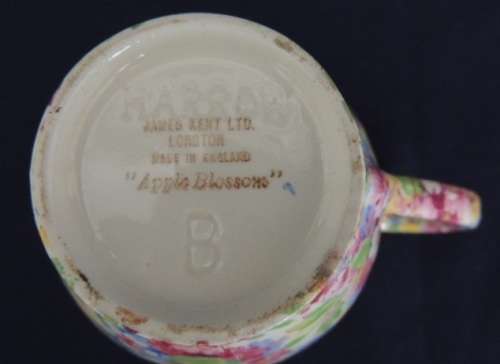 JAMES KENT LTD.
LONGTON
MADE IN ENGLAND
"Apple Blossom"
B